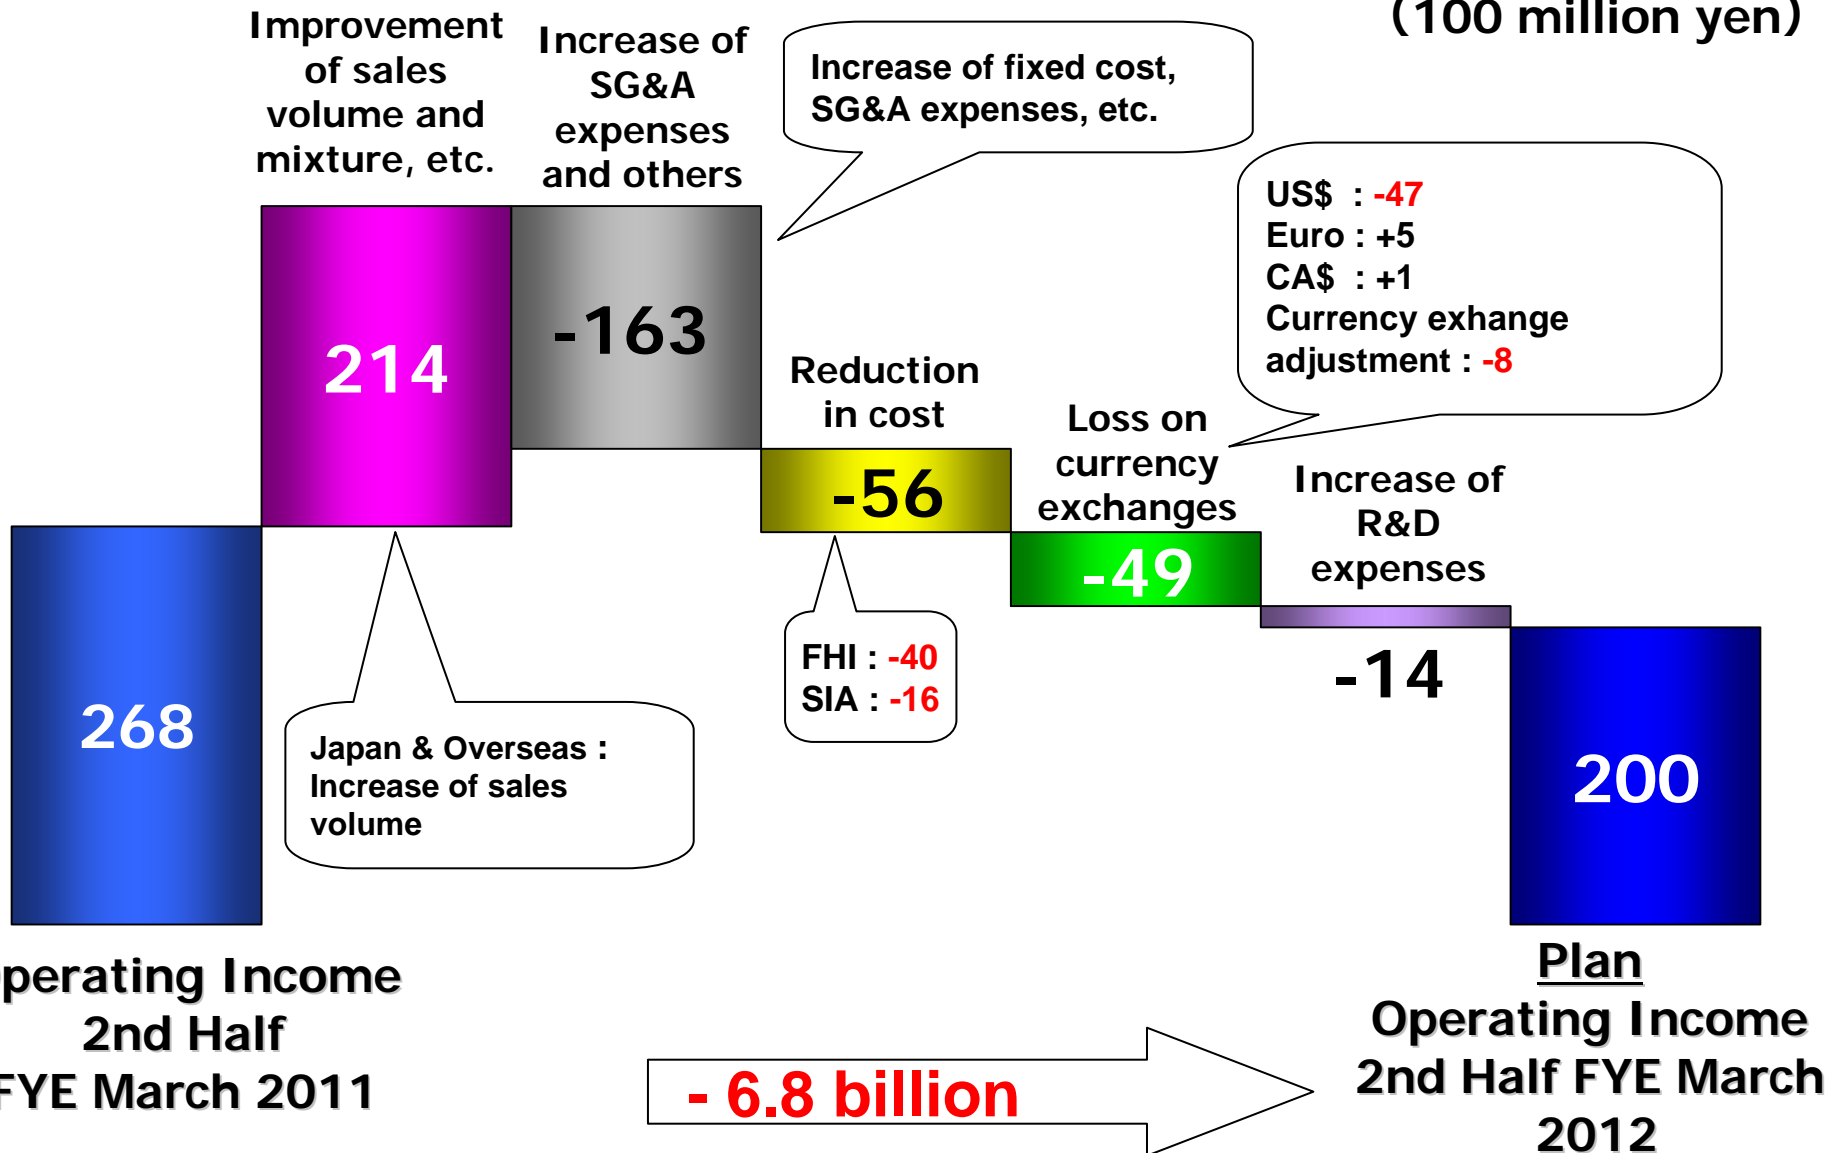 (100 million yen)
Improvement
of sales
volume and
mixture, etc.
Increase of
SG&A
expenses
and others
Increase of fixed cost,
SG&A expenses, etc.
US$ : -47
Euro : +5
CA$ : +1
Currency exhange
adjustment : -8
214
-163
Reduction
in cost
-56
Loss on
currency
exchanges
-49
Increase of
R&D
expenses
-14
FHI : -40
SIA : -16
268
Japan & Overseas :
Increase of sales
volume
200
perating Income
2nd Half
FYE March 2011
- 6.8 billion
Plan
Operating Income
2nd Half FYE March
2012